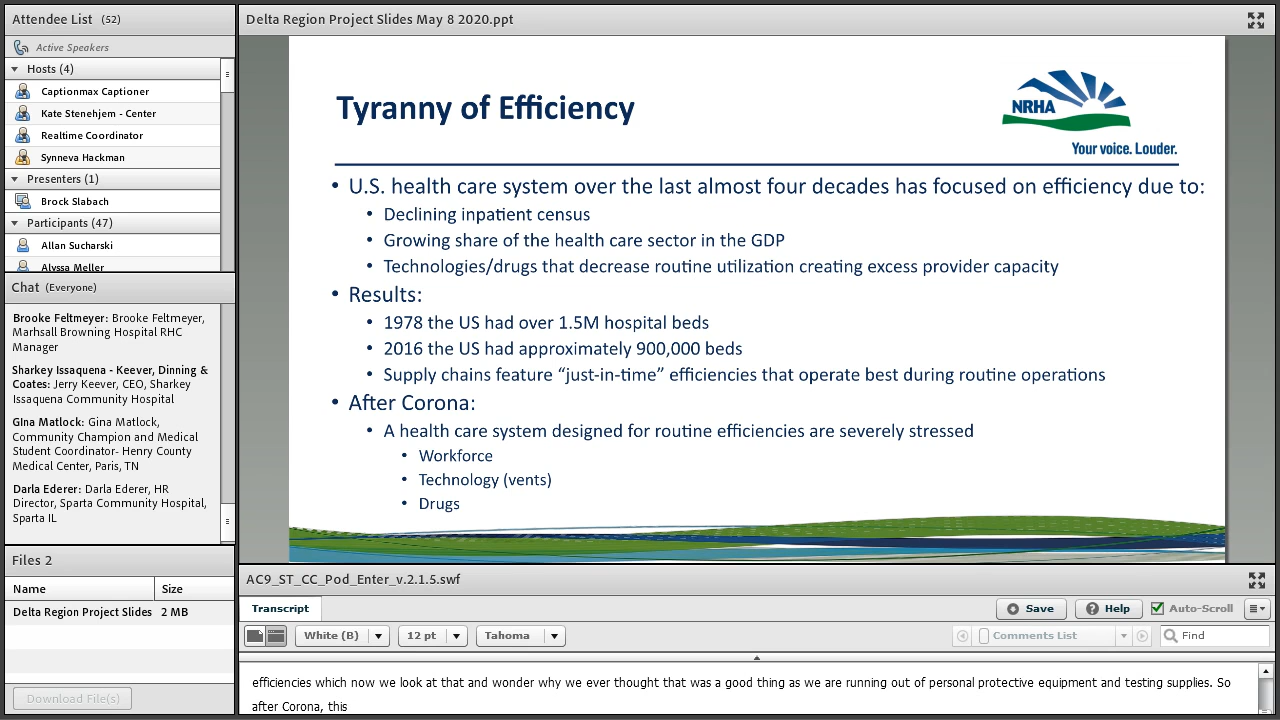 Attendee List (52)
Active Speakers
Hosts (4)
Captionmax Captioner
Kate Stenehjem - Center
Realtime Coordinator
Synneva Hackman
Presenters (1)
Brock Slabach
Participants (47)
Allan Sucharski
Alyssa Meller
Chat (Everyone)
Brooke Feltmeyer: Brooke Feltmeyer,
Marhsall Browning Hospital RHC
Manager
Sharkey Issaquena - Keever, Dinning &
Coates: Jerry Keever, CEO, Sharkey
Issaquena Community Hospital
Gina Matlock: Gina Matlock,
Community Champion and Medical
Student Coordinator- Henry County
Medical Center, Paris, TN
Darla Ederer: Darla Ederer, HR
Director, Sparta Community Hospital,
Sparta IL
Files 2
Name Size
Delta Region Project Slides 2 MB
Download File(s)
Delta Region Project Slides May 8 2020.ppt
Tyranny of Efficiency
NRHA
Your voice. Louder.
• U.S. health care system over the last almost four decades has focused on efficiency due to:
• Declining inpatient census
• Growing share of the health care sector in the GDP
• Technologies/drugs that decrease routine utilization creating excess provider capacity
• Results:
• 1978 the US had over 1.5M hospital beds
• 2016 the US had approximately 900,000 beds
• Supply chains feature “just-in-time” efficiencies that operate best during routine operations
• After Corona:
• A health care system designed for routine efficiencies are severely stressed
• Workforce
• Technology (vents)
• Drugs
AC9_ST_CC_Pod_Enter_v.2.1.5.swf
Transcript Save Help Auto-Scroll
White (B) 12 pt Tahoma Comments List Find
efficiencies which now we look at that and wonder why we ever thought that was a good thing as we are running out of personal protective equipment and testing supplies. So
after Corona, this